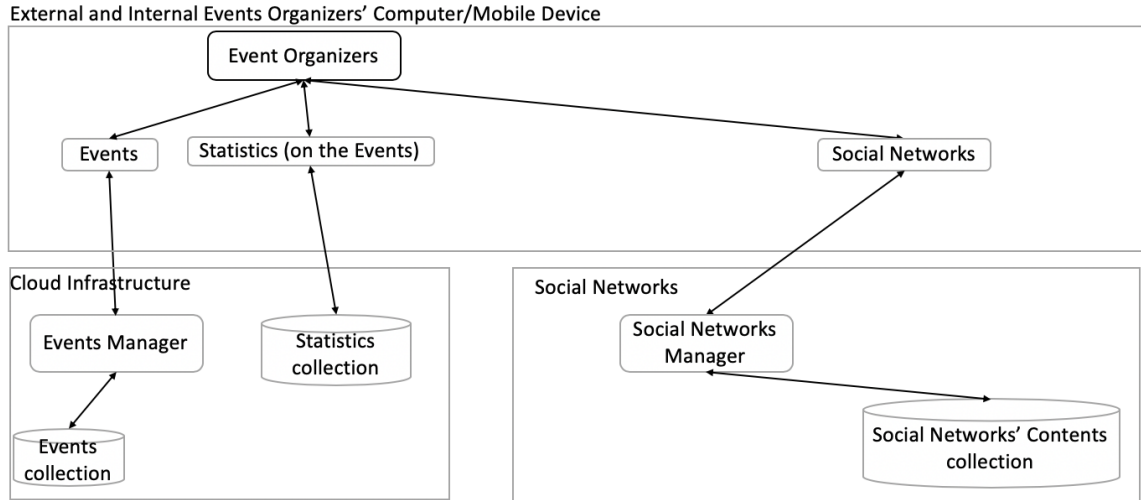 External and Internal Events Organizers’ Computer/Mobile Device
Event Organizers
Events
Statistics (on the Events)
Social Networks
Cloud Infrastructure
Social Networks
Events Manager
Statistics
collection
Social Networks
Manager
Events
collection
Social Networks’ Contents
collection